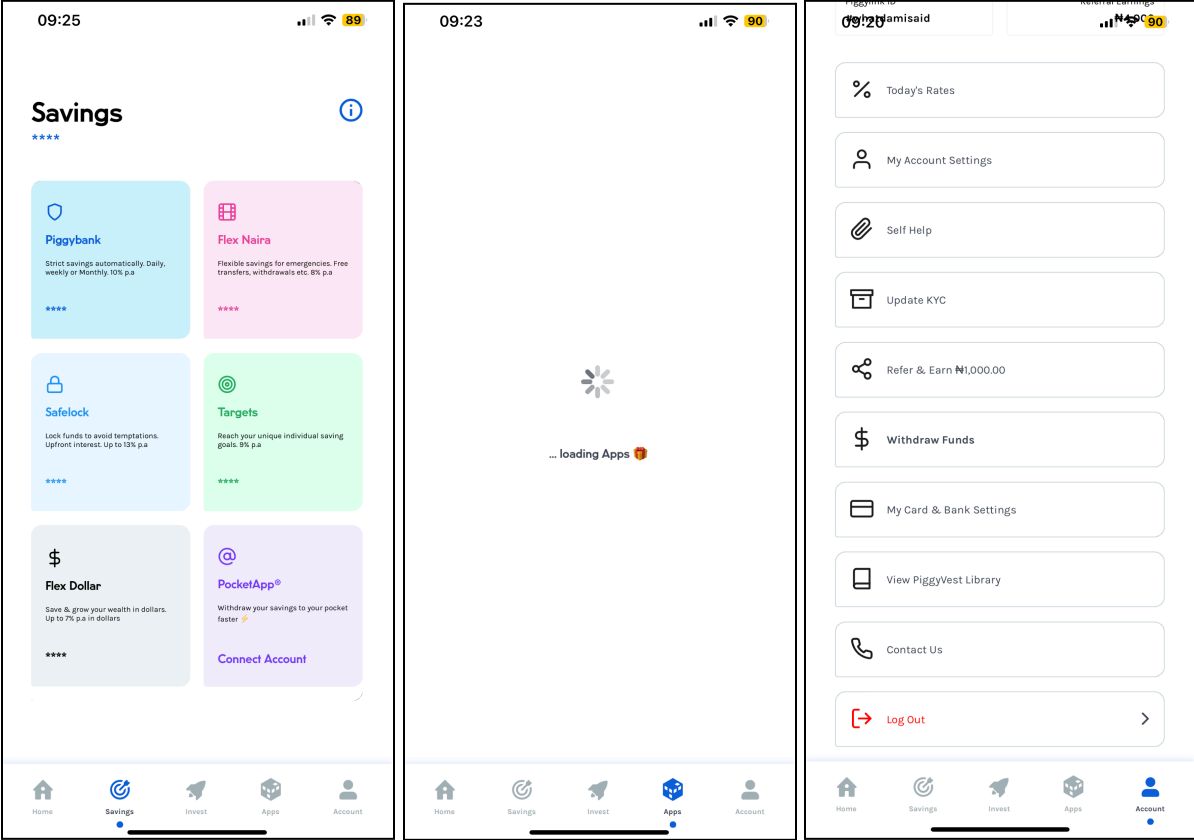 09:25
89
Savings
****
Piggybank
Strict savings automatically. Daily,
weekly or Monthly. 10% p.a
****
Flex Naira
Flexible savings for emergencies. Free
transfers, withdrawals etc. 8% p.a
****
Safelock
Lock funds to avoid temptations.
Upfront interest. Up to 13% p.a
****
Targets
Reach your unique individual saving
goals. 9% p.a
****
Flex Dollar
Save & grow your wealth in dollars.
Up to 7% p.a in dollars
****
PocketApp®
Withdraw your savings to your pocket
faster ⚡
Connect Account
Home
Savings
Invest
Apps
Account
09:23
90
... loading Apps 🎁
Home
Savings
Invest
Apps
Account
Referral Earnings
09:20
90
Today's Rates
My Account Settings
Self Help
Update KYC
Refer & Earn ₦1,000.00
Withdraw Funds
My Card & Bank Settings
View PiggyVest Library
Contact Us
Log Out
Home
Savings
Invest
Apps
Account